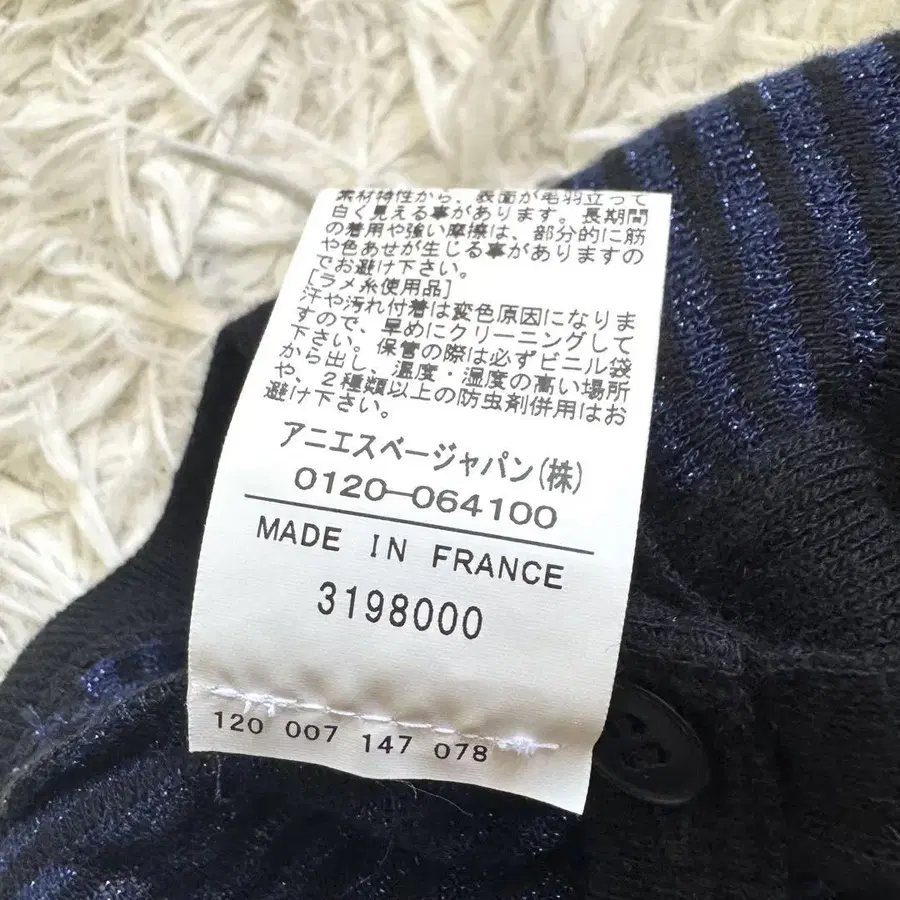 素材特性から、表面が毛羽立って
白く見える事があります。長期間
の着用や強い摩擦は、部分的に筋
や色あせが生じる事がありますの
でお避け下さい。
[ラメ糸使用品]
汗や汚れ付着は変色原因になりま
すので、早めにクリーニングして
下さい。保管の際は必ずビニル袋
から出し、温度・湿度の高い場所
や、2種類以上の防虫剤併用はお
避け下さい。
アニエスベージャパン(株)
0120-064100
MADE IN FRANCE
3198000
120 007 147 078